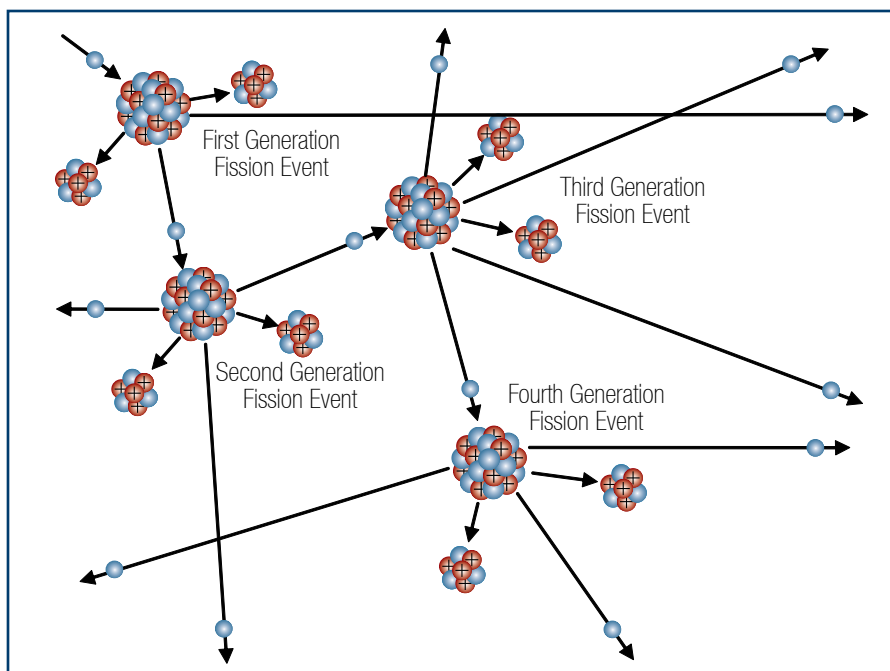 First Generation
Fission Event
Third Generation
Fission Event
Second Generation
Fission Event
Fourth Generation
Fission Event